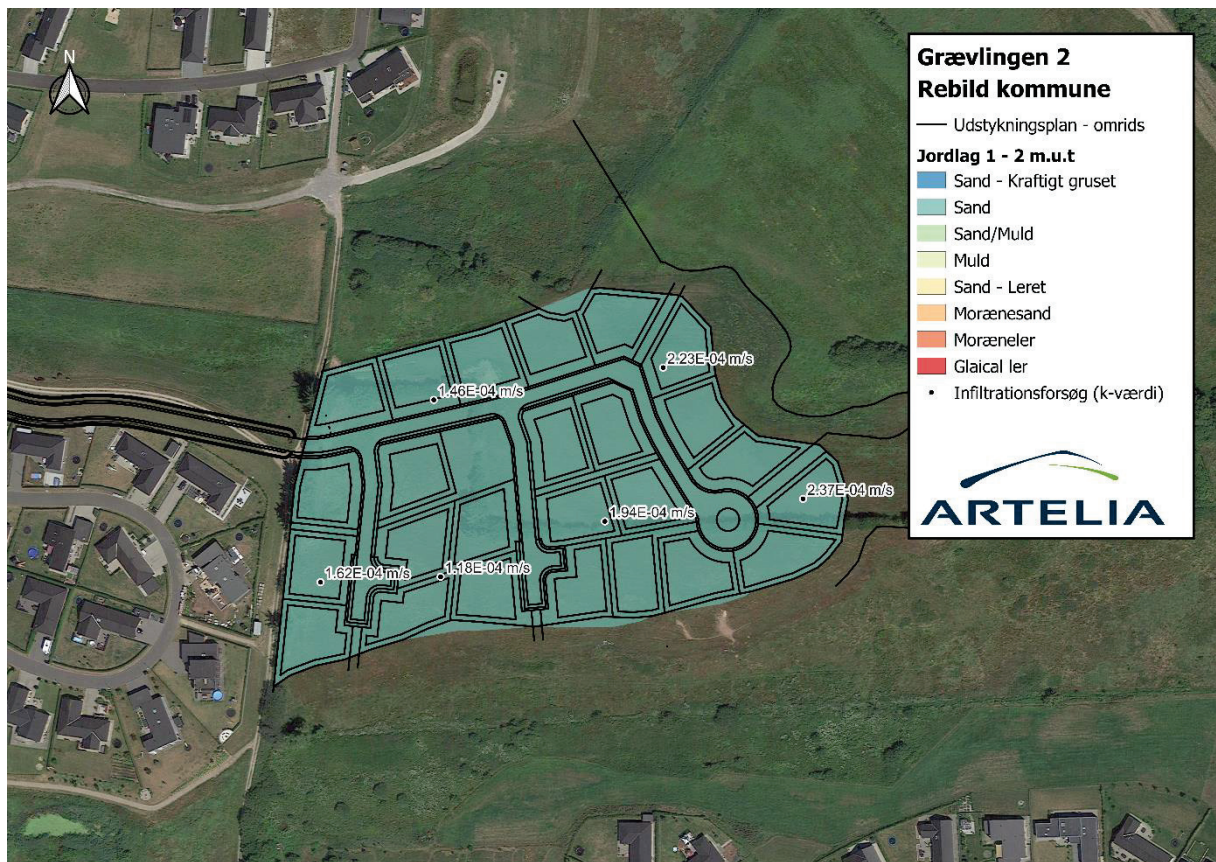 N
Grævlingen 2
Rebild kommune
Udstykningsplan - omrids
Jordlag 1 - 2 m.u.t
Sand - Kraftigt gruset
Sand
Sand/Muld
Muld
Sand - Leret
Morænesand
Moræneler
Glaical ler
Infiltrationsforsøg (k-værdi)
ARTELIA
2.23E-04 m/s
1.46E-04 m/s
2.37E-04 m/s
1.94E-04 m/s
1.62E-04 m/s
1.18E-04 m/s